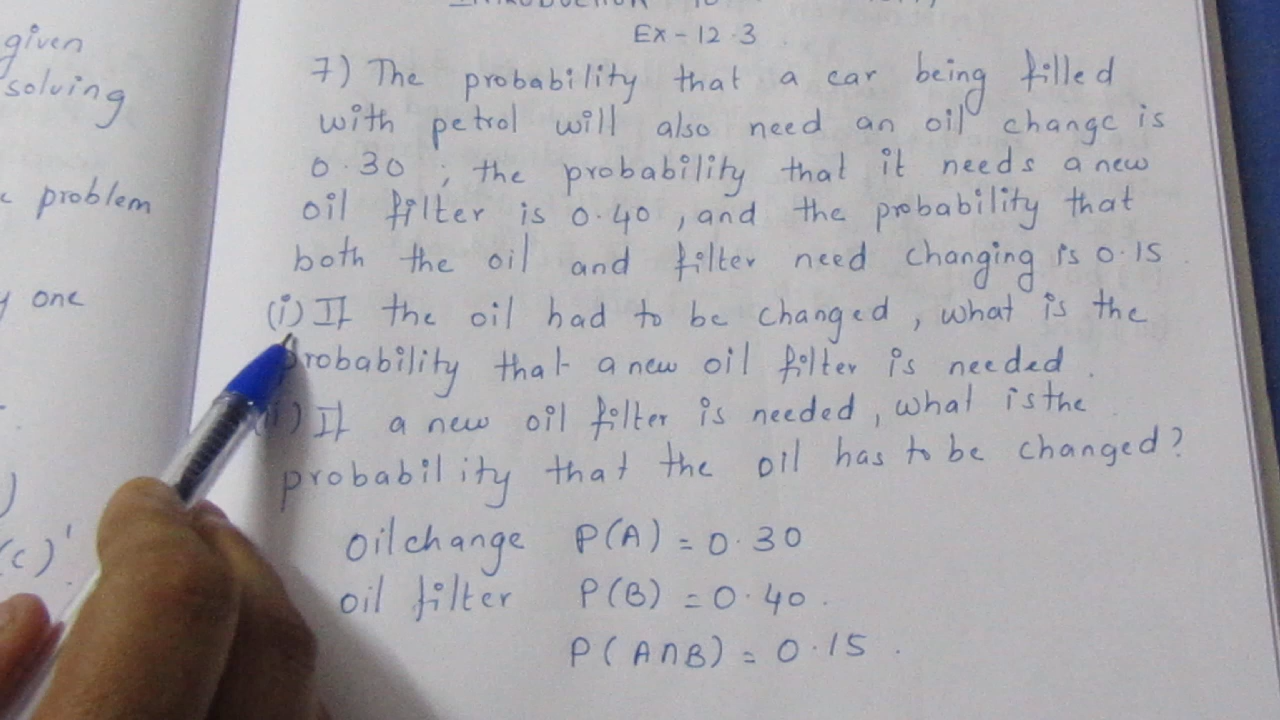 given
solving
problem
one
(c)'
Ex-12.3
7) The probability that a car being filled
with petrol will also need an oil change is
0.30 ; the probability that it needs a new
oil filter is 0.40 , and the probability that
both the oil and filter need changing is 0.15
(i) If the oil had to be changed , what is the
probability that a new oil filter is needed .
) If a new oil filter is needed , what is the
probability that the oil has to be changed ?
oil change P(A) = 0.30
oil filter P(B) = 0.40 .
P(A∩B) = 0.15 .